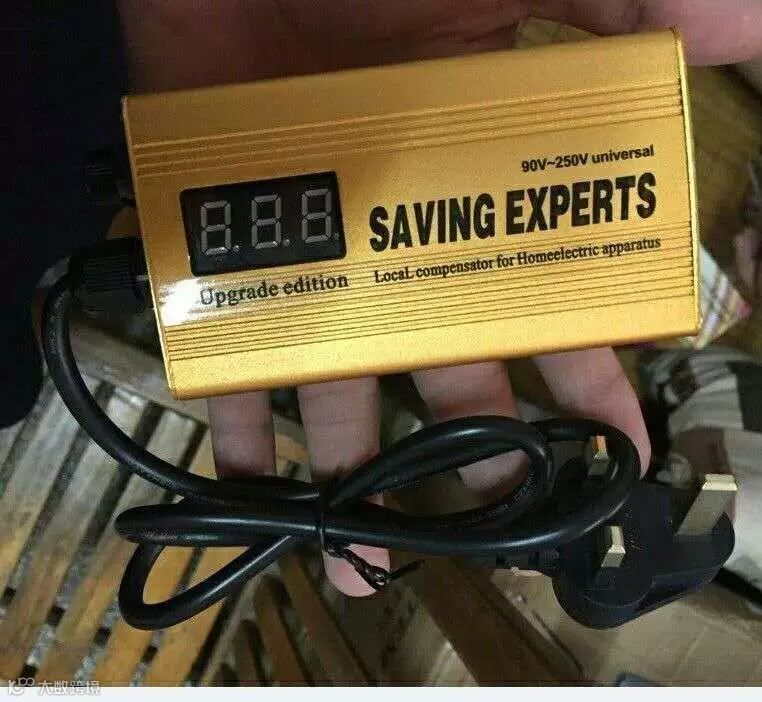 90V~250V universal
SAVING EXPERTS
8.8.8
Upgrade edition
LocaL compensator for Homeelectric apparatus
大数跨境